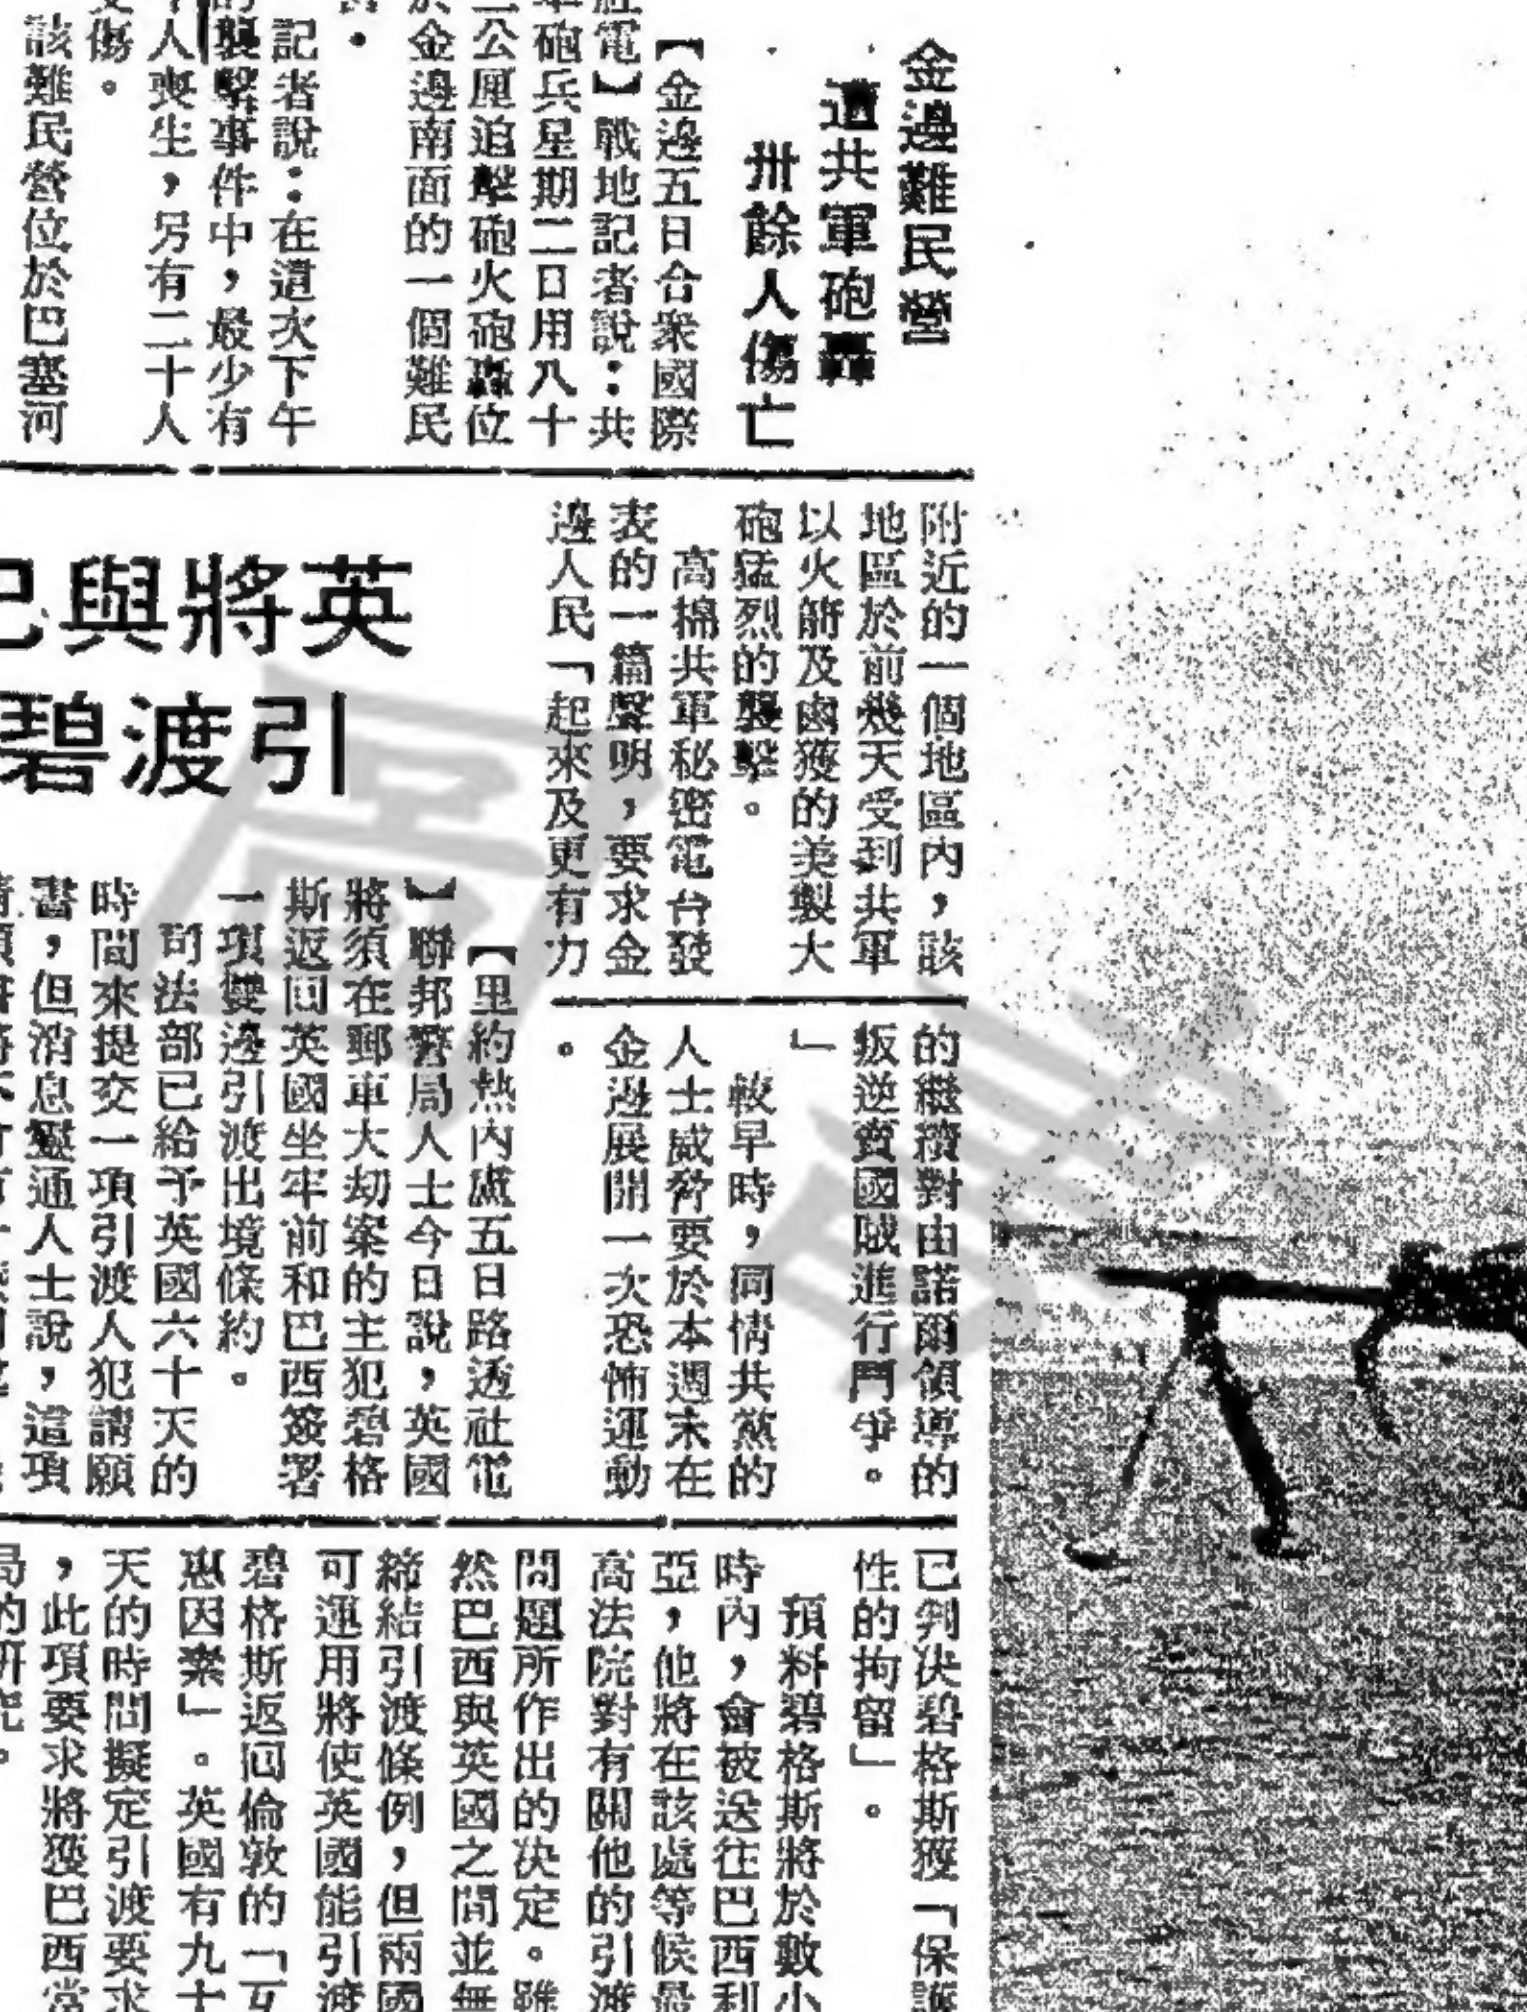 金邊難民營
遭共軍砲轟
卅餘人傷亡
【金邊五日合衆國際
社電】戰地記者說：共
軍砲兵星期二日用八十
二公厘追擊砲火砲轟位
於金邊南面的一個難民
記者說：在這次下午
的襲擊事件中，最少有
人喪生，另有二十人
受傷。
該難民營位於巴塞河
附近的一個地區內，該
地區於前幾天受到共軍
以火箭及鹵獲的美製大
砲猛烈的襲擊。
高棉共軍秘密電台發
表的一篇聲明，要求金
邊人民「起來及更有力
的繼續對由諾爾領導的
叛逆賣國賊進行鬥爭。
」
較早時，同情共黨的
人士威脅要於本週末在
金邊展開一次恐怖運動
。
英將與巴
引渡碧
【里約熱內盧五日路透社電
】聯邦警局人士今日說，英國
將須在郵車大刧案的主犯碧格
斯返囘英國坐牢前和巴西簽署
一項雙邊引渡出境條約。
司法部已給予英國六十天的
時間來提交一項引渡人犯請願
書，但消息靈通人士說，這項
已判決碧格斯獲「保護
性的拘留」。
預料碧格斯將於數小
時內，會被送往巴西利
亞，他將在該處等候最
高法院對有關他的引渡
問題所作出的決定。雖
然巴西與英國之間並無
締結引渡條例，但兩國
可運用將使英國能引渡
碧格斯返囘倫敦的「互
惠因素」。英國有九十
天的時間擬定引渡要求
，此項要求將獲巴西當
局的研究。